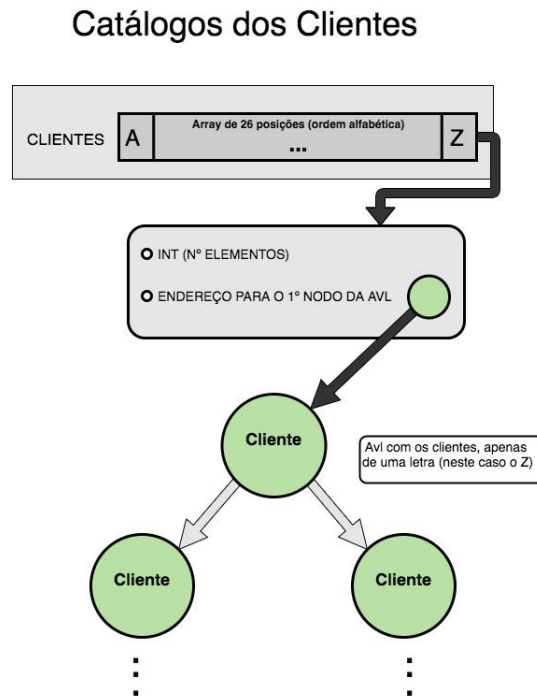 Catálogos dos Clientes
CLIENTES
A
Array de 26 posições (ordem alfabética)
...
Z
INT (Nº ELEMENTOS)
ENDEREÇO PARA O 1º NODO DA AVL
Cliente
Avl com os clientes, apenas
de uma letra (neste caso o Z)
Cliente
Cliente